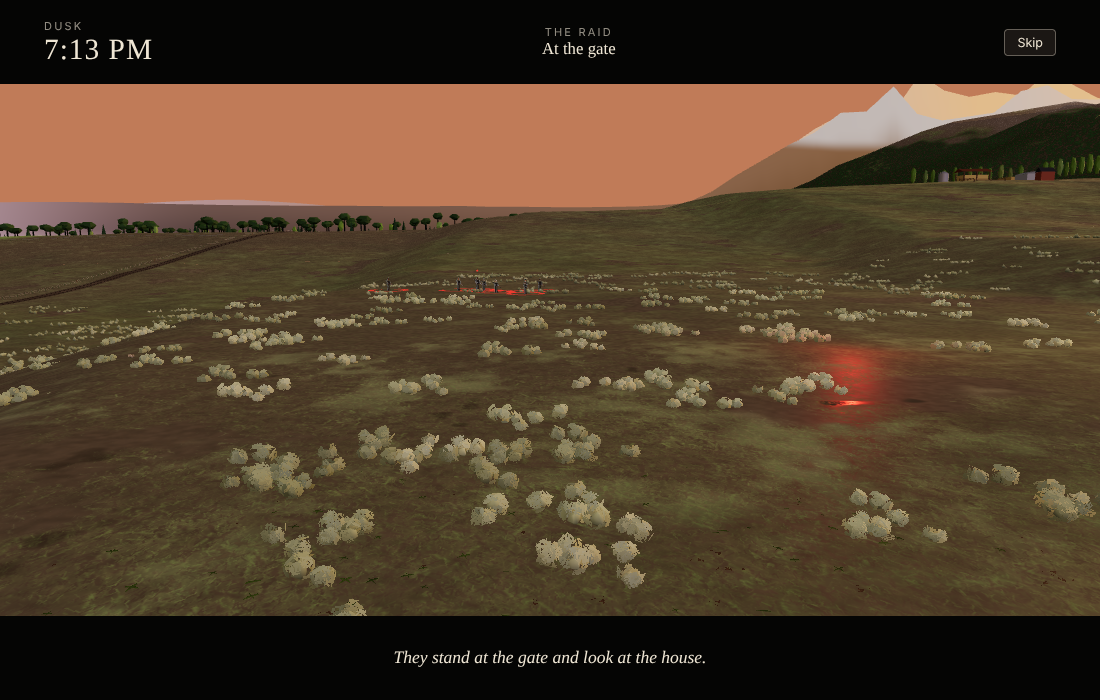 DUSK
7:13 PM
THE RAID
At the gate
Skip
They stand at the gate and look at the house.